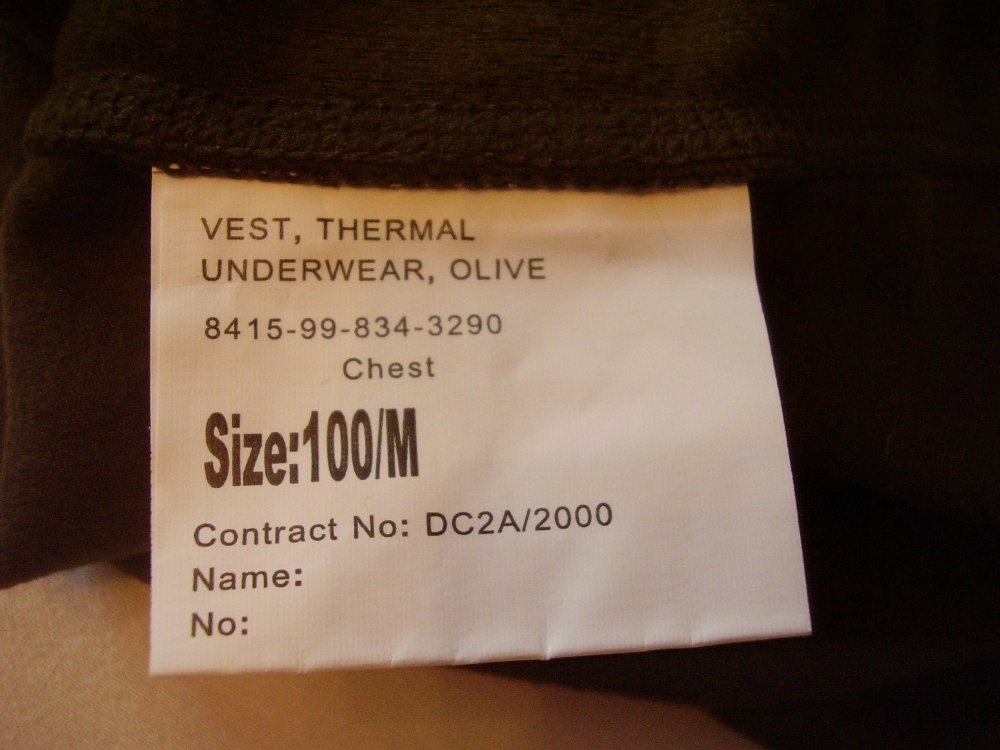 VEST, THERMAL
UNDERWEAR, OLIVE
8415-99-834-3290
Chest
Size:100/M
Contract No: DC2A/2000
Name:
No: